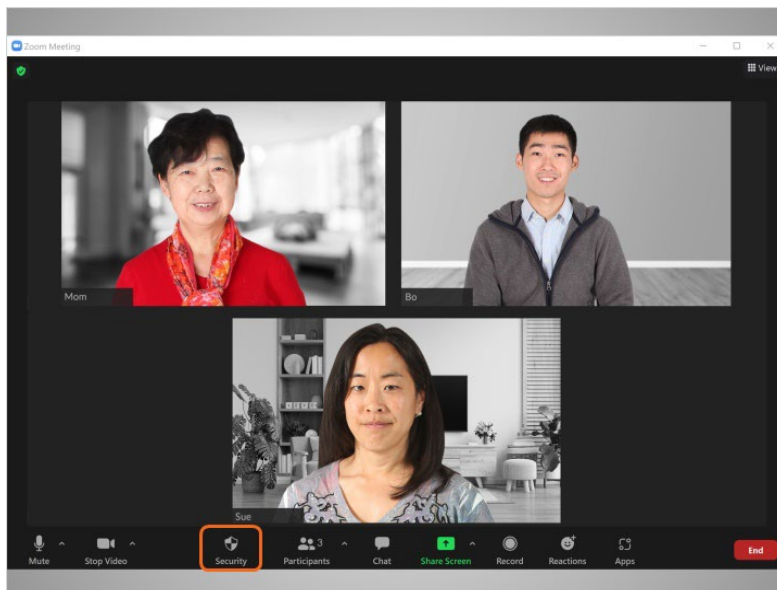 Zoom Meeting
View
Mom
Bo
Sue
Mute
Stop Video
Security
Participants
3
Chat
Share Screen
Record
Reactions
Apps
End